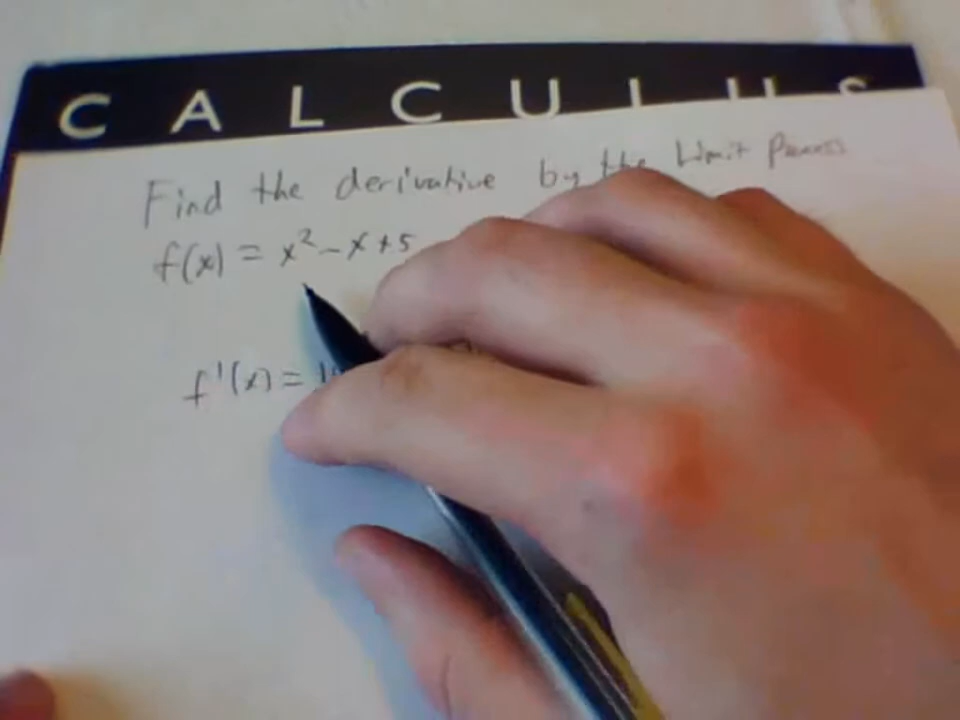 CALCULUS
Find the derivative by the Limit Process
f(x) = x² - x + 5
f'(x) =